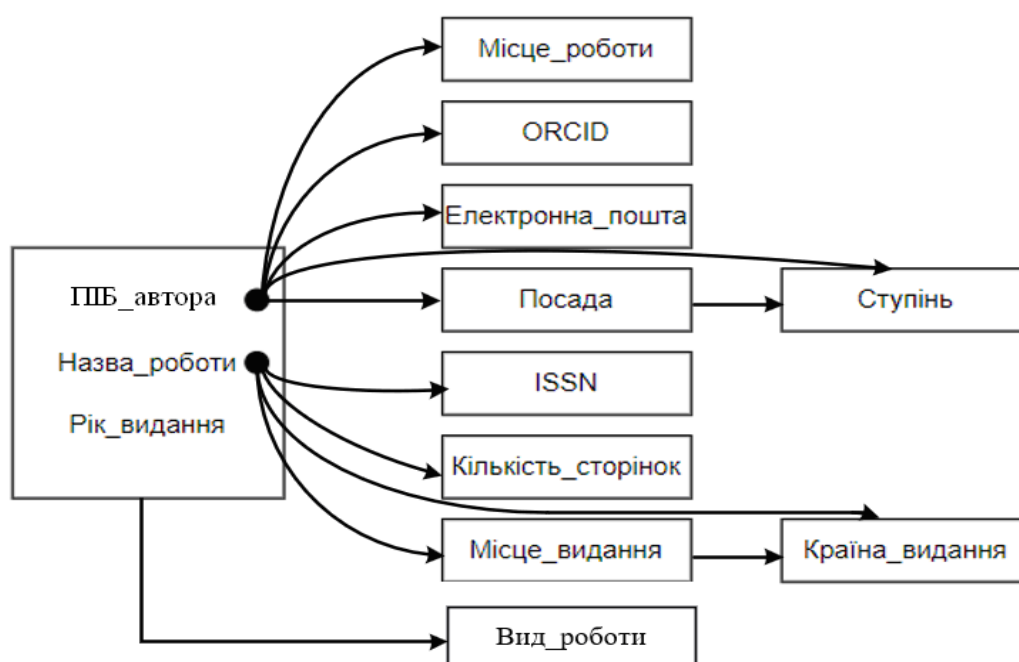 Місце_роботи
ORCID
Електронна_пошта
ПІБ_автора
Посада
Ступінь
Назва_роботи
ISSN
Рік_видання
Кількість_сторінок
Місце_видання
Країна_видання
Вид_роботи